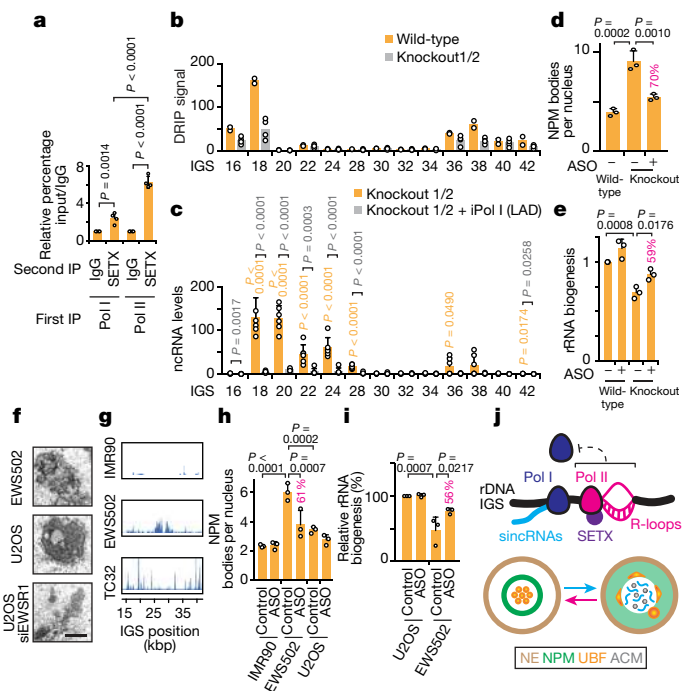 a
P < 0.0001
P < 0.0001
P = 0.0014
Relative percentage
input/IgG
10
5
0
Second IP
IgG
SETX
IgG
SETX
First IP
Pol I
Pol II
b
Wild-type
Knockout1/2
DRIP signal
200
100
0
IGS
16 18 20 22 24 28 30 32 34 36 38 40 42
c
Knockout 1/2
Knockout 1/2 + iPol I (LAD)
ncRNA levels
200
100
0
P = 0.0017
P < 0.0001
P < 0.0001
P < 0.0001
P < 0.0001
P < 0.0001
P = 0.0003
P < 0.0001
P < 0.0001
P < 0.0001
P = 0.0490
P = 0.0174
P = 0.0258
IGS
16 18 20 22 24 28 30 32 34 36 38 40 42
d
P =
0.0002
P =
0.0010
NPM bodies
per nucleus
10
0
70%
ASO
– – +
Wild-
type
Knockout
e
P =
0.0008
P =
0.0176
rRNA biogenesis
1
0
59%
ASO
– + – +
Wild-
type
Knockout
f
EWS502
U2OS
U2OS
siEWSR1
g
IMR90
EWS502
TC32
15 25 35
IGS position
(kbp)
h
P <
0.0001
P =
0.0002
P =
0.0007
NPM
bodies per nucleus
7
6
5
4
3
2
1
0
61%
Control
ASO
Control
ASO
Control
ASO
IMR90
EWS502
U2OS
i
P =
0.0007
P =
0.0217
Relative rRNA
biogenesis (%)
100
0
56%
Control
ASO
Control
ASO
U2OS
EWS502
j
Pol I
Pol II
rDNA
IGS
sincRNAs
SETX
R-loops
NE NPM UBF ACM